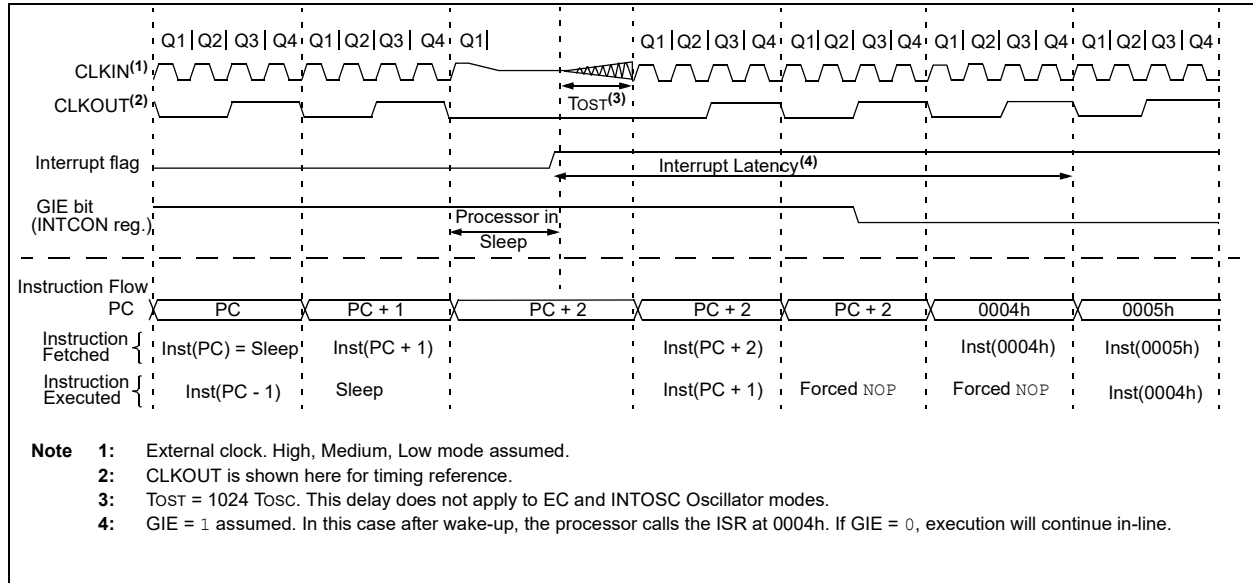 Q1 Q2 Q3 Q4 Q1 Q2 Q3 Q4 Q1 Q1 Q2 Q3 Q4 Q1 Q2 Q3 Q4 Q1 Q2 Q3 Q4 Q1 Q2 Q3 Q4
CLKIN(1)
CLKOUT(2)
TOST(3)
Interrupt flag
Interrupt Latency(4)
GIE bit
(INTCON reg.)
Processor in
Sleep
Instruction Flow
PC PC PC + 1 PC + 2 PC + 2 PC + 2 0004h 0005h
Instruction
Fetched
Inst(PC) = Sleep Inst(PC + 1) Inst(PC + 2) Inst(0004h) Inst(0005h)
Instruction
Executed
Inst(PC - 1) Sleep Inst(PC + 1) Forced NOP Forced NOP Inst(0004h)
Note 1: External clock. High, Medium, Low mode assumed.
2: CLKOUT is shown here for timing reference.
3: TOST = 1024 TOSC. This delay does not apply to EC and INTOSC Oscillator modes.
4: GIE = 1 assumed. In this case after wake-up, the processor calls the ISR at 0004h. If GIE = 0, execution will continue in-line.